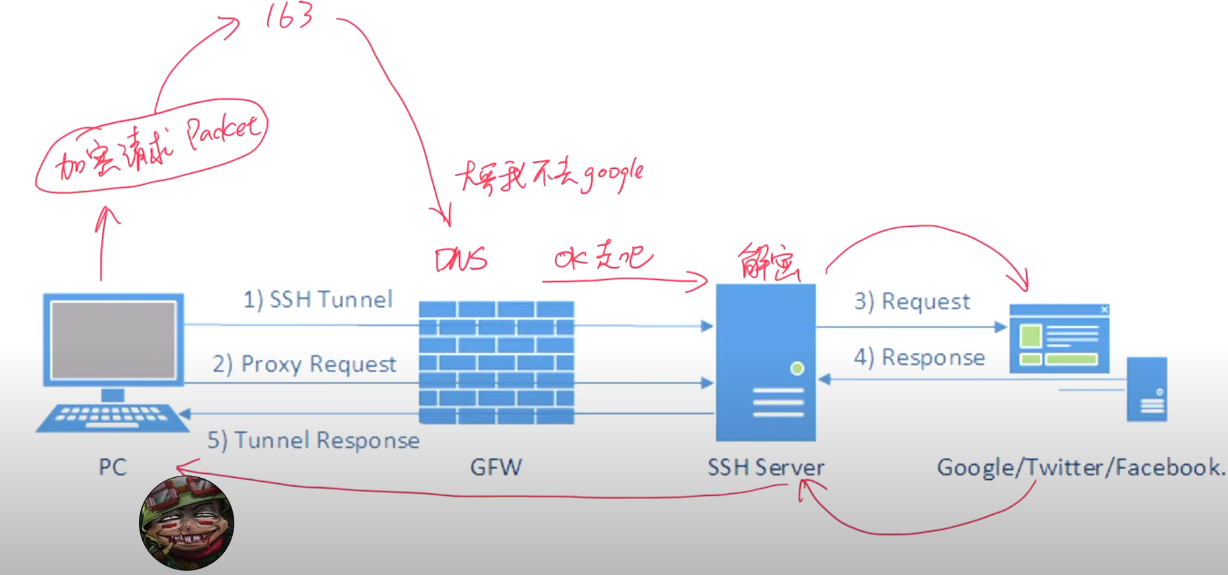 163
加密请求 Packet
大哥我不去google
DNS
OK 走吧
解密
1) SSH Tunnel
3) Request
2) Proxy Request
4) Response
5) Tunnel Response
PC
GFW
SSH Server
Google/Twitter/Facebook.